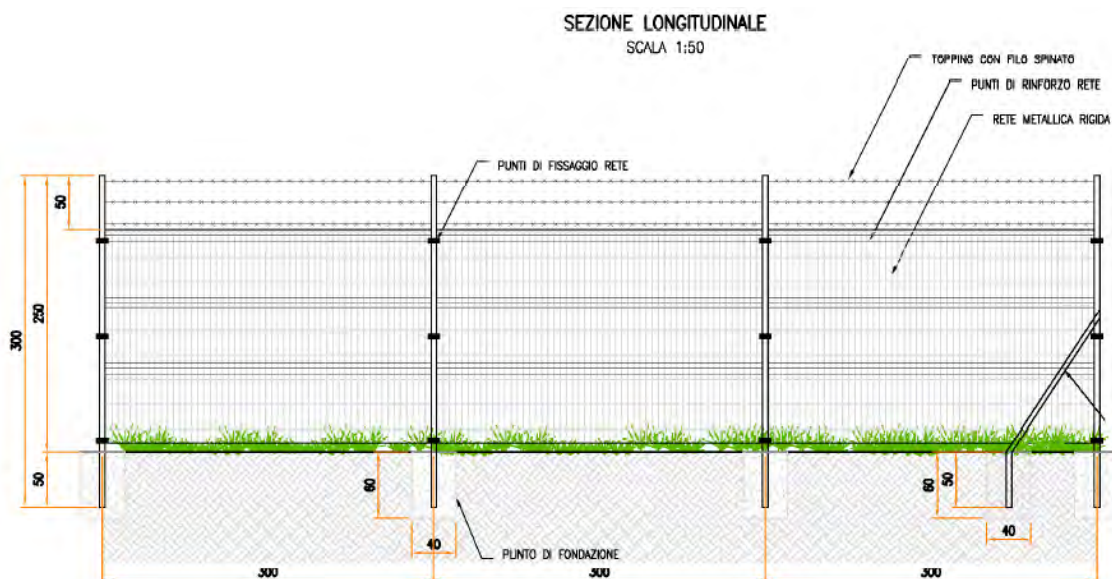 SEZIONE LONGITUDINALE
SCALA 1:50
TOPPING CON FILO SPINATO
PUNTI DI RINFORZO RETE
RETE METALLICA RIGIDA
PUNTI DI FISSAGGIO RETE
50
300
250
50
60
40
60
50
40
PUNTO DI FONDAZIONE
300
300
300